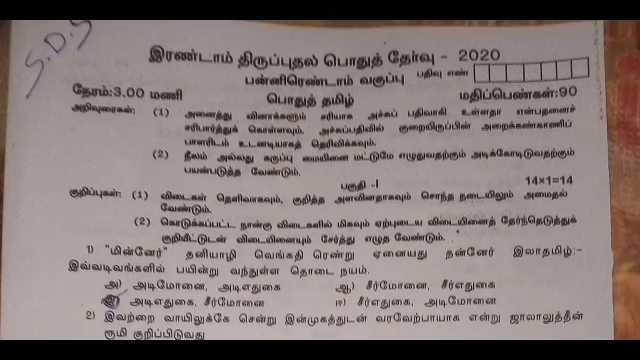 S.D.S
இரண்டாம் திருப்புதல் பொதுத் தேர்வு - 2020
பன்னிரெண்டாம் வகுப்பு பதிவு எண்
நேரம்:3.00 மணி பொதுத் தமிழ் மதிப்பெண்கள்:90
அறிவுரைகள்: (1) அனைத்து வினாக்களும் சரியாக அச்சுப் பதிவாகி உள்ளதா என்பதனைச்
சரிபார்த்துக் கொள்ளவும். அச்சுப்பதிவில் குறையிருப்பின் அறைக்கண்காணிப்
பாளரிடம் உடனடியாகத் தெரிவிக்கவும்.
(2) நீலம் அல்லது கருப்பு மையினை மட்டுமே எழுதுவதற்கும் அடிக்கோடிடுவதற்கும்
பயன்படுத்த வேண்டும்.
பகுதி -I 14×1=14
குறிப்புகள்: (1) விடைகள் தெளிவாகவும், குறித்த அளவினதாகவும் சொந்த நடையிலும் அமைதல்
வேண்டும்.
(2) கொடுக்கப்பட்ட நான்கு விடைகளில் மிகவும் ஏற்புடைய விடையினைத் தேர்ந்தெடுத்துக்
குறியீட்டுடன் விடையினையும் சேர்த்து எழுத வேண்டும்.
1) "மின்னேர் தனியாழி வெங்கதி ரென்று ஏனையது தன்னேர் இலாதமிழ்:-
இவ்வடிவங்களில் பயின்று வந்துள்ள தொடை நயம்.
அ) அடிமோனை, அடிஎதுகை ஆ) சீர்மோனை, சீர்எதுகை
இ) அடிஎதுகை, சீர்மோனை ஈ) சீர்எதுகை, அடிமோனை
2) இவற்றை வாயிலுக்கே சென்று இன்முகத்துடன் வரவேற்பாயாக என்று ஜாலாலுத்தீன்
ரூமி குறிப்பிடுவது